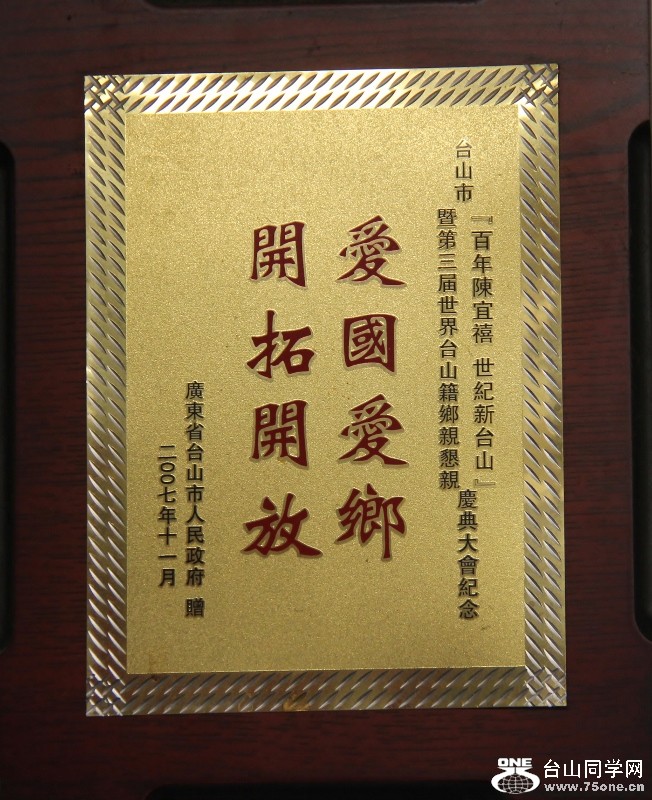 台山市
『百年陳宜禧 世紀新台山』
暨第三届世界台山籍鄉親懇親
慶典大會紀念
愛國愛鄉
開拓開放
廣東省台山市人民政府 贈
二〇〇七年十一月
ONE
台山同学网
www.75one.cn